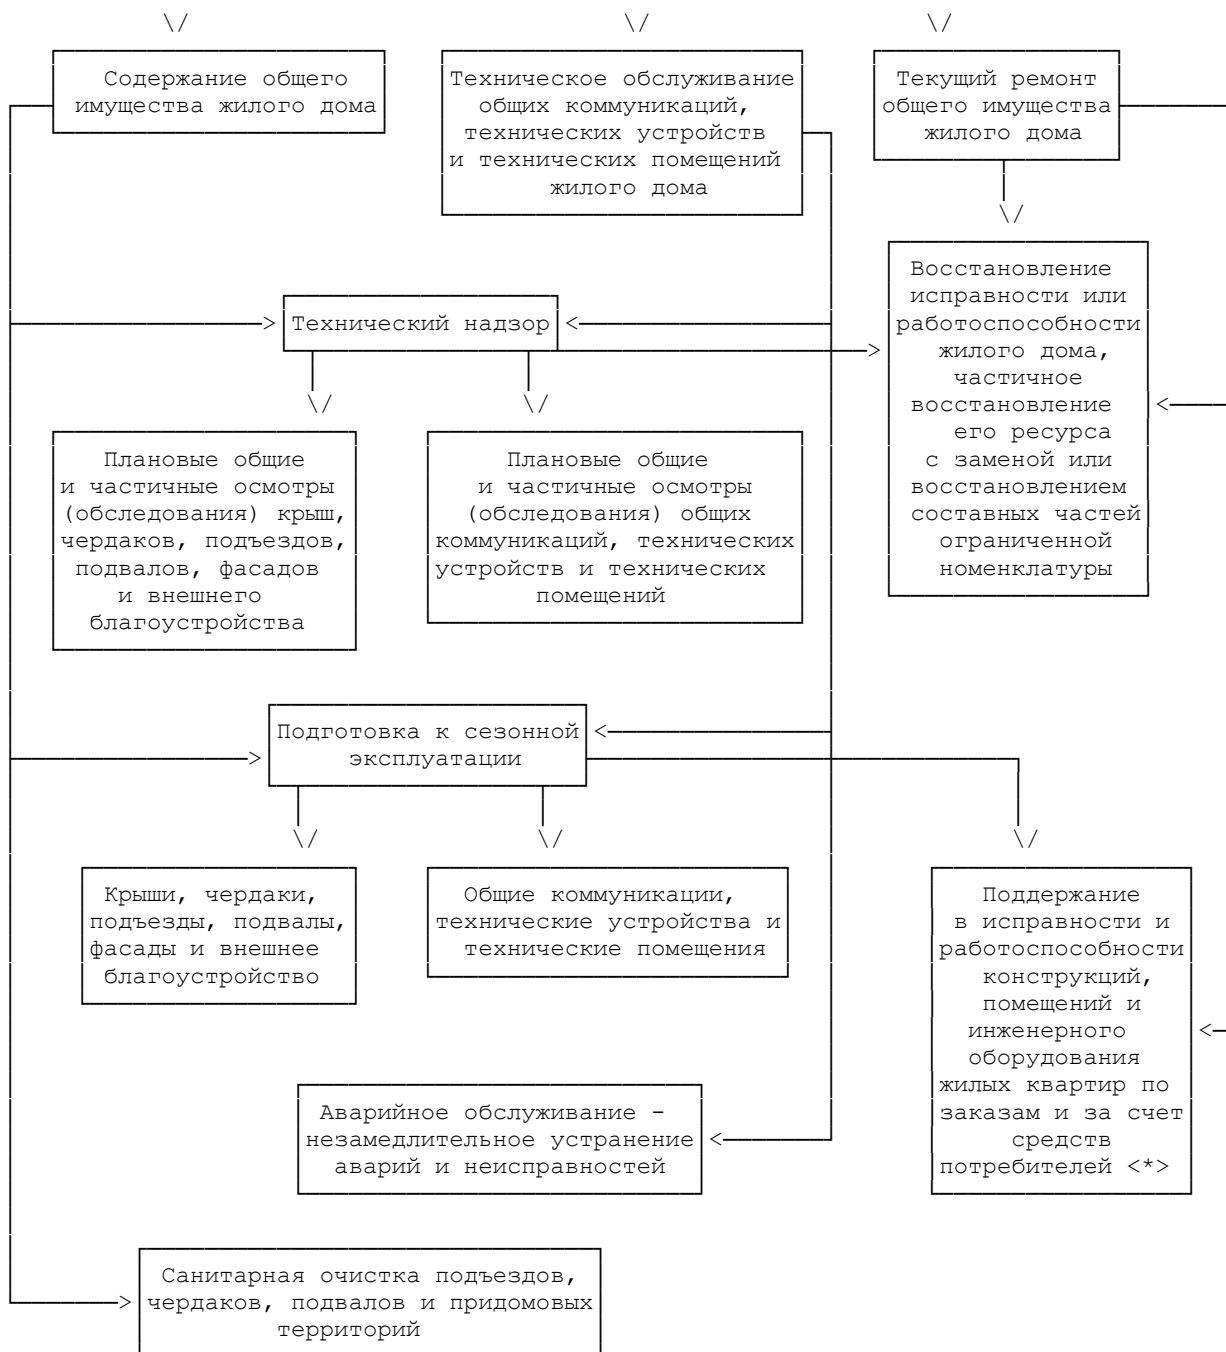 Содержание общего
имущества жилого дома
Техническое обслуживание
общих коммуникаций,
технических устройств
и технических помещений
жилого дома
Текущий ремонт
общего имущества
жилого дома
Восстановление
исправности или
работоспособности
жилого дома,
частичное
восстановление
его ресурса
с заменой или
восстановлением
составных частей
ограниченной
номенклатуры
Технический надзор
Плановые общие
и частичные осмотры
(обследования) крыш,
чердаков, подъездов,
подвалов, фасадов
и внешнего
благоустройства
Плановые общие
и частичные осмотры
(обследования) общих
коммуникаций, технических
устройств и технических
помещений
Подготовка к сезонной
эксплуатации
Крыши, чердаки,
подъезды, подвалы,
фасады и внешнее
благоустройство
Общие коммуникации,
технические устройства и
технические помещения
Поддержание
в исправности и
работоспособности
конструкций,
помещений и
инженерного
оборудования
жилых квартир по
заказам и за счет
средств
потребителей <*>
Аварийное обслуживание -
незамедлительное устранение
аварий и неисправностей
Санитарная очистка подъездов,
чердаков, подвалов и придомовых
территорий